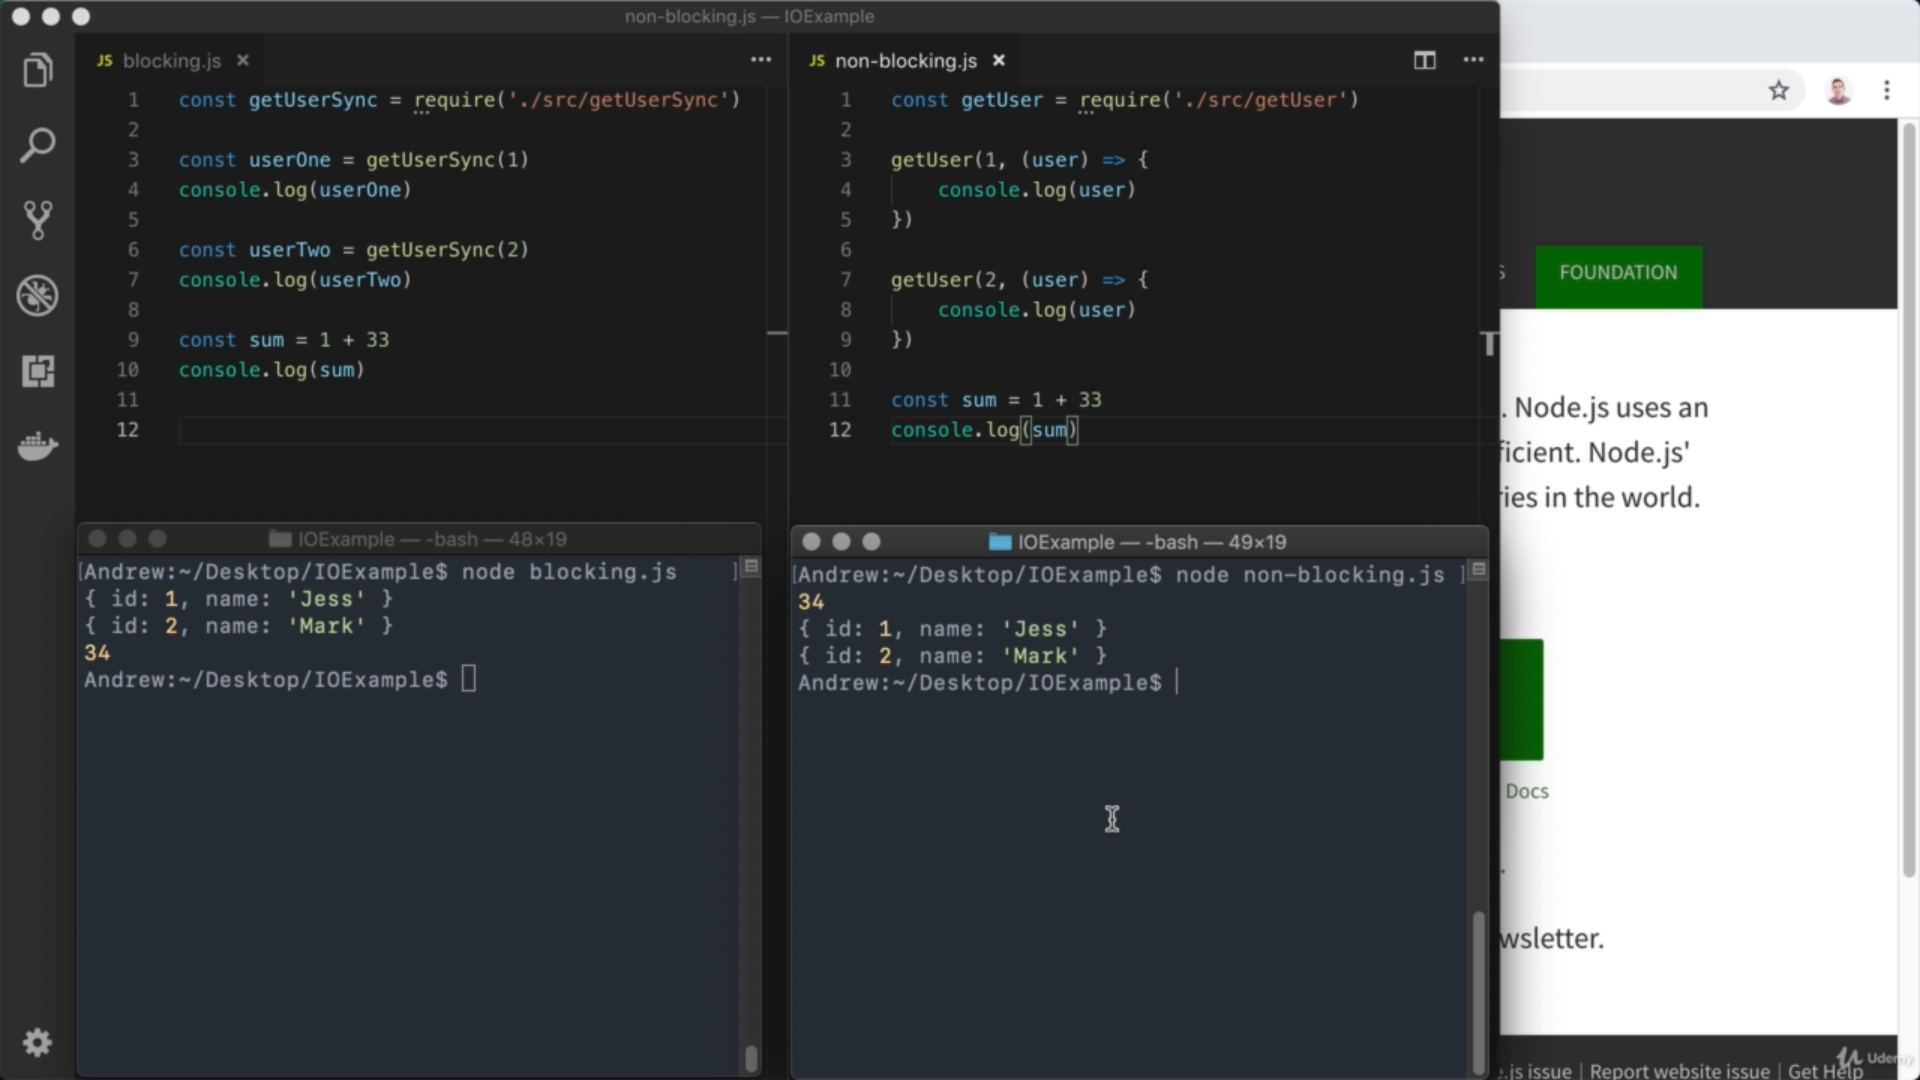 non-blocking.js — IOExample
JS blocking.js ×
1 const getUserSync = require('./src/getUserSync')
2
3 const userOne = getUserSync(1)
4 console.log(userOne)
5
6 const userTwo = getUserSync(2)
7 console.log(userTwo)
8
9 const sum = 1 + 33
10 console.log(sum)
11
12
JS non-blocking.js ×
1 const getUser = require('./src/getUser')
2
3 getUser(1, (user) => {
4 console.log(user)
5 })
6
7 getUser(2, (user) => {
8 console.log(user)
9 })
10
11 const sum = 1 + 33
12 console.log(sum)
IOExample — -bash — 48×19
[Andrew:~/Desktop/IOExample$ node blocking.js ]
{ id: 1, name: 'Jess' }
{ id: 2, name: 'Mark' }
34
Andrew:~/Desktop/IOExample$
IOExample — -bash — 49×19
[Andrew:~/Desktop/IOExample$ node non-blocking.js ]
34
{ id: 1, name: 'Jess' }
{ id: 2, name: 'Mark' }
Andrew:~/Desktop/IOExample$
S FOUNDATION
. Node.js uses an
ficient. Node.js'
ries in the world.
Docs
.
wsletter.
e.js issue | Report website issue | Get Help
Udemy